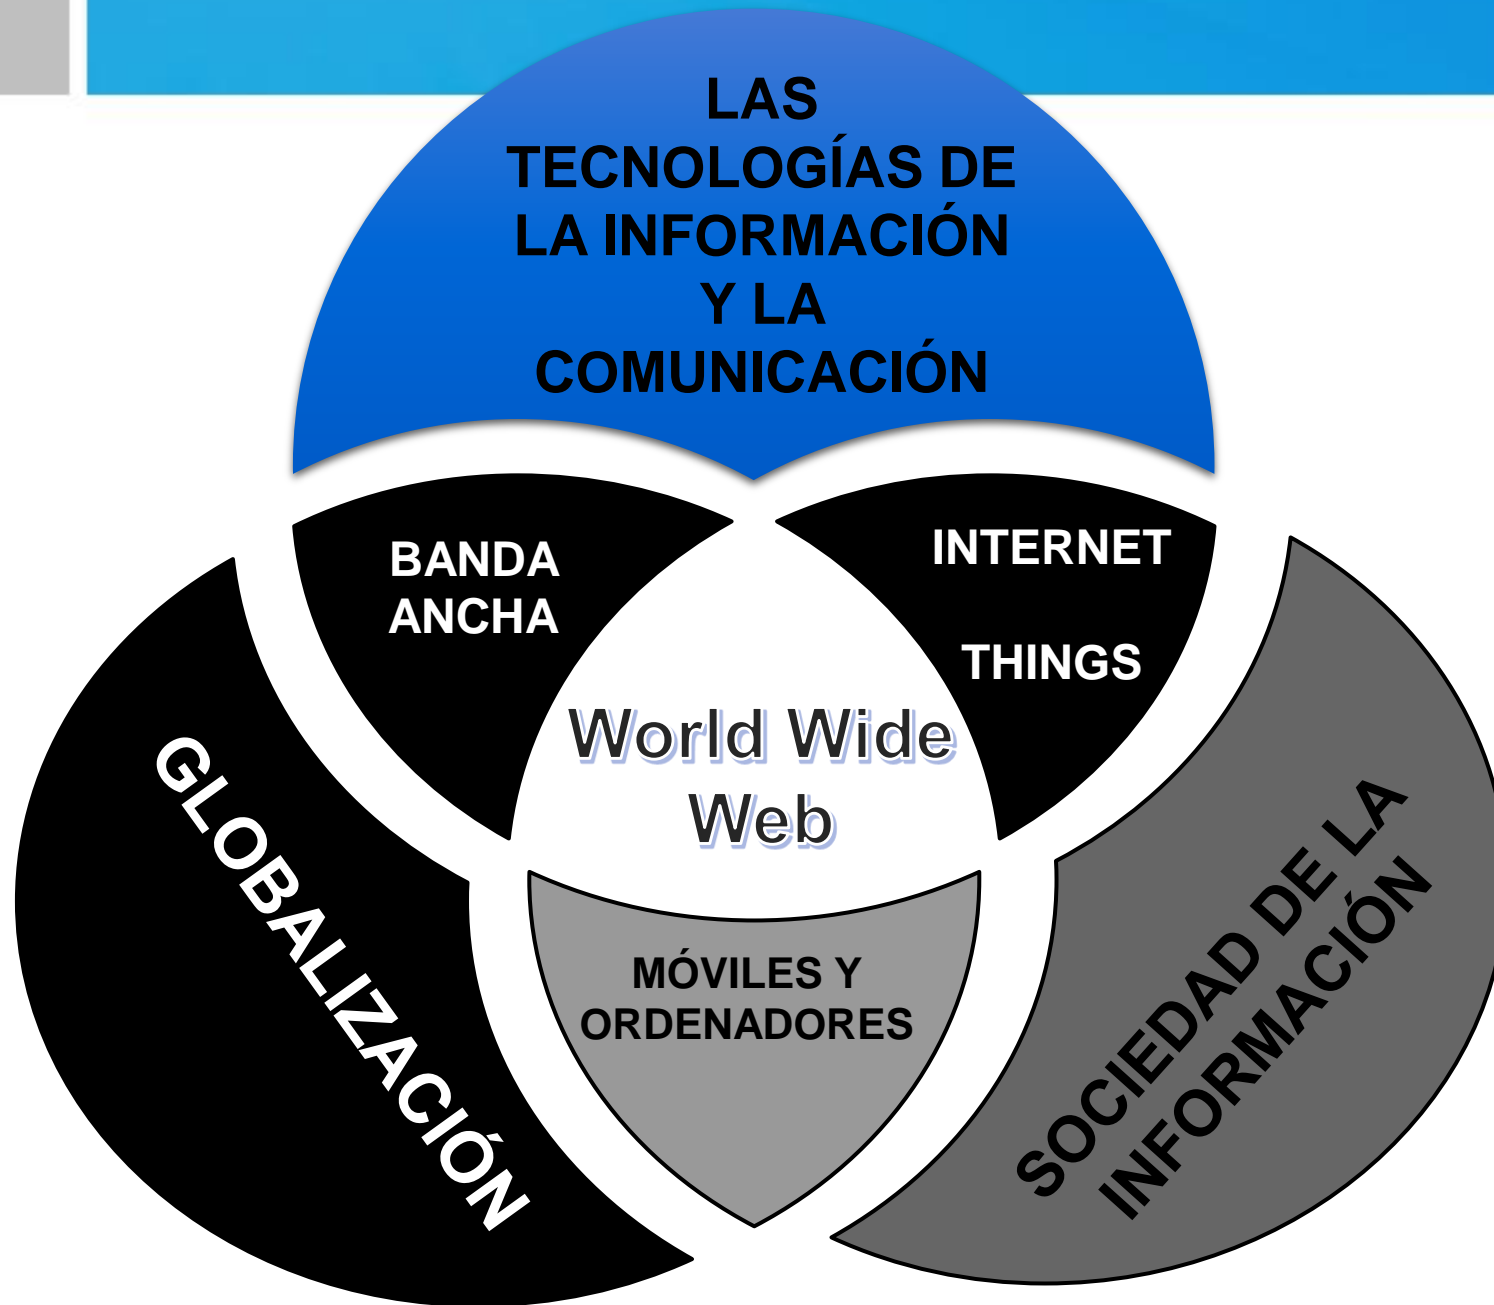 LAS
TECNOLOGÍAS DE
LA INFORMACIÓN
Y LA
COMUNICACIÓN
BANDA
ANCHA
INTERNET
THINGS
World Wide
Web
GLOBALIZACIÓN
MÓVILES Y
ORDENADORES
SOCIEDAD DE LA
INFORMACIÓN